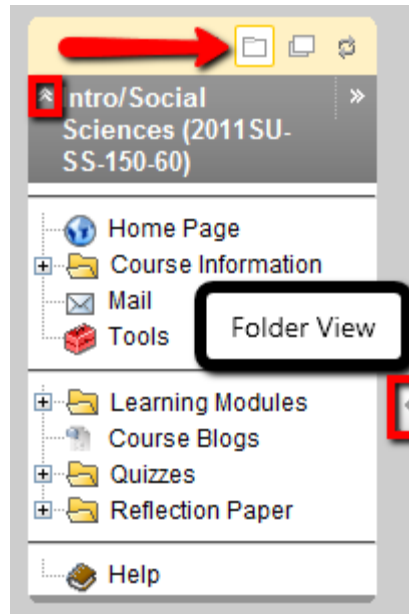 ntro/Social
Sciences (2011SU-
SS-150-60)
Home Page
Course Information
Mail
Tools
Folder View
Learning Modules
Course Blogs
Quizzes
Reflection Paper
Help